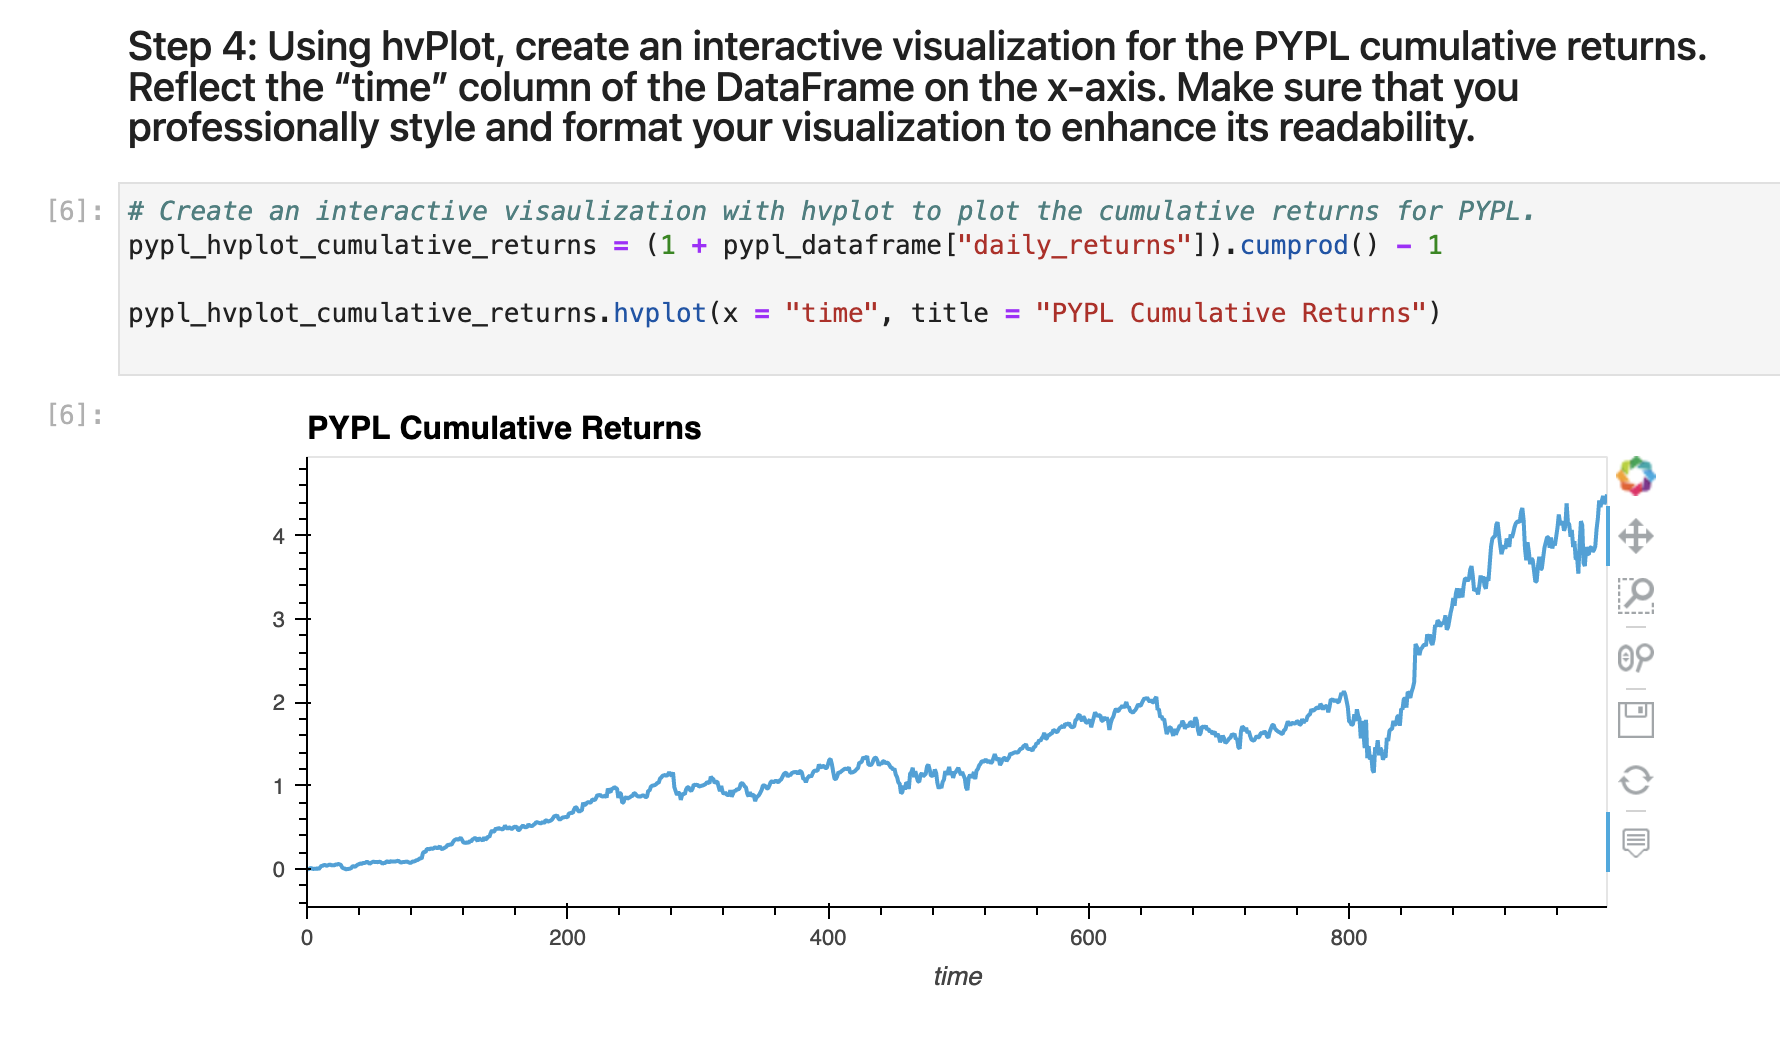 Step 4: Using hvPlot, create an interactive visualization for the PYPL cumulative returns.
Reflect the “time” column of the DataFrame on the x-axis. Make sure that you
professionally style and format your visualization to enhance its readability.
[6]:
# Create an interactive visaulization with hvplot to plot the cumulative returns for PYPL.
pypl_hvplot_cumulative_returns = (1 + pypl_dataframe["daily_returns"]).cumprod() - 1
pypl_hvplot_cumulative_returns.hvplot(x = "time", title = "PYPL Cumulative Returns")
[6]:
PYPL Cumulative Returns
4
3
2
1
0
0 200 400 600 800
time